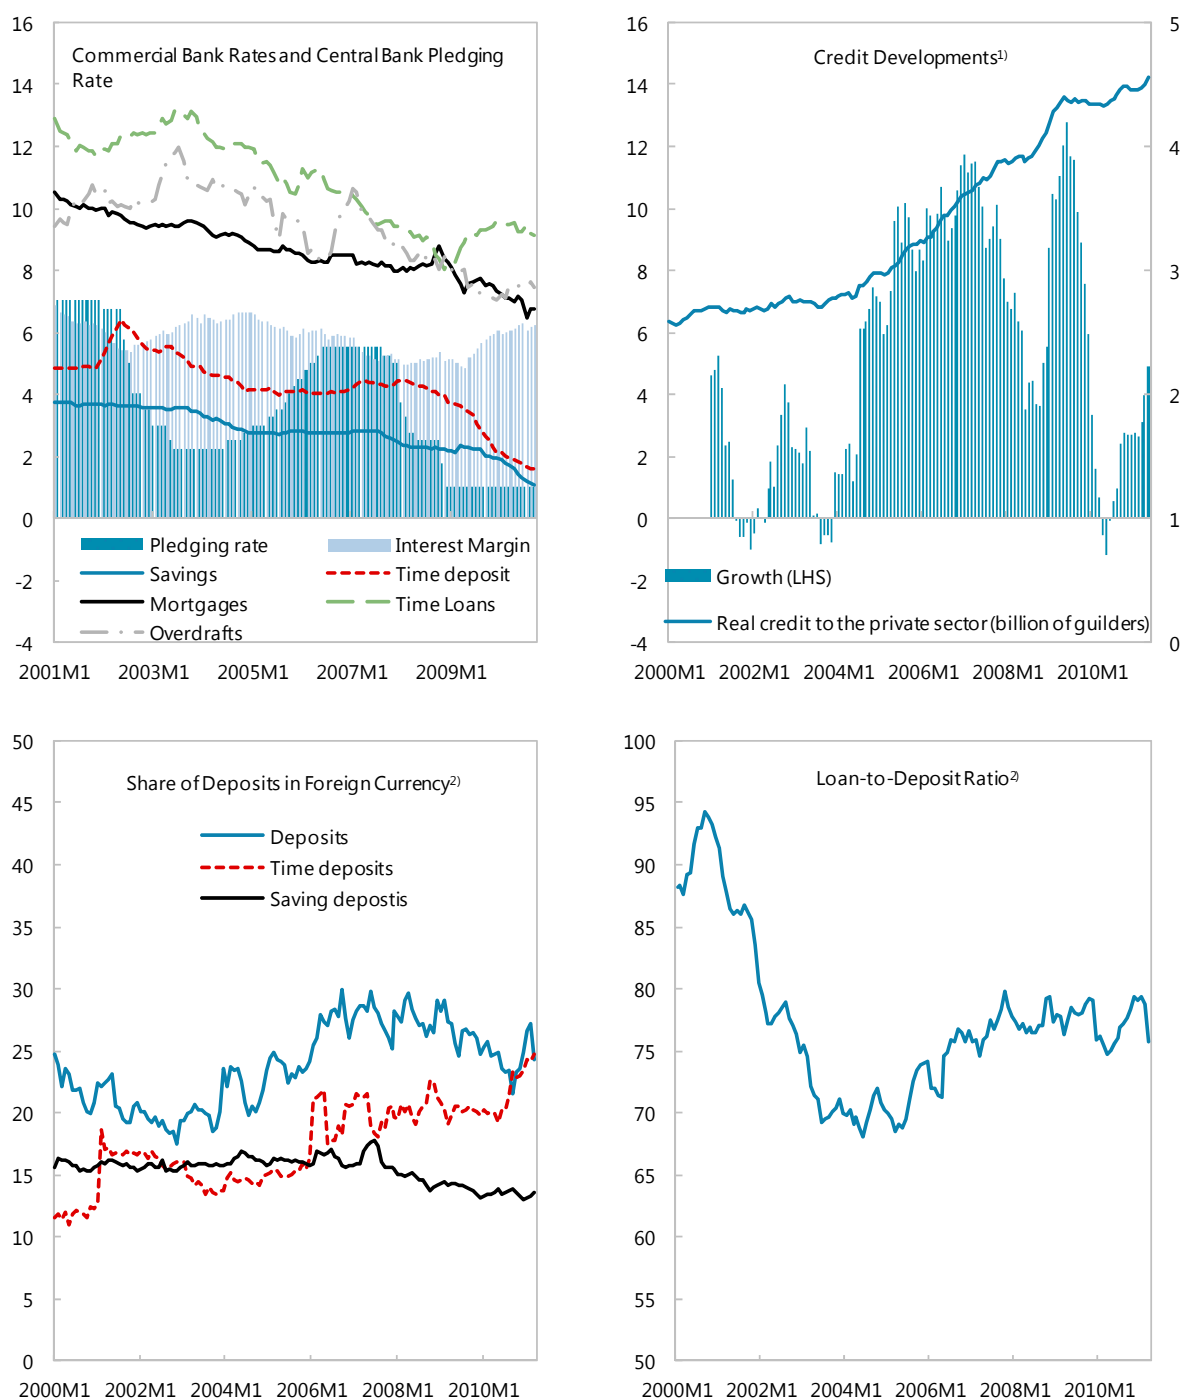 Commercial Bank Rates and Central Bank Pledging
Rate
16
14
12
10
8
6
4
2
0
-2
-4
Pledging rate
Interest Margin
Savings
Time deposit
Mortgages
Time Loans
Overdrafts
2001M1 2003M1 2005M1 2007M1 2009M1
Credit Developments1)
16
14
12
10
8
6
4
2
0
-2
-4
5
4
3
2
1
0
Growth (LHS)
Real credit to the private sector (billion of guilders)
2000M1 2002M1 2004M1 2006M1 2008M1 2010M1
Share of Deposits in Foreign Currency2)
50
45
40
35
30
25
20
15
10
5
0
Deposits
Time deposits
Saving depostis
2000M1 2002M1 2004M1 2006M1 2008M1 2010M1
Loan-to-Deposit Ratio2)
100
95
90
85
80
75
70
65
60
55
50
2000M1 2002M1 2004M1 2006M1 2008M1 2010M1